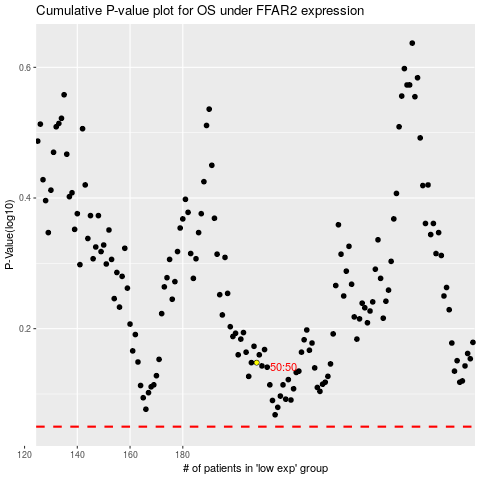 Cumulative P-value plot for OS under FFAR2 expression
P-Value(log10)
0.6
0.4
0.2
50:50
120 140 160 180
# of patients in 'low exp' group